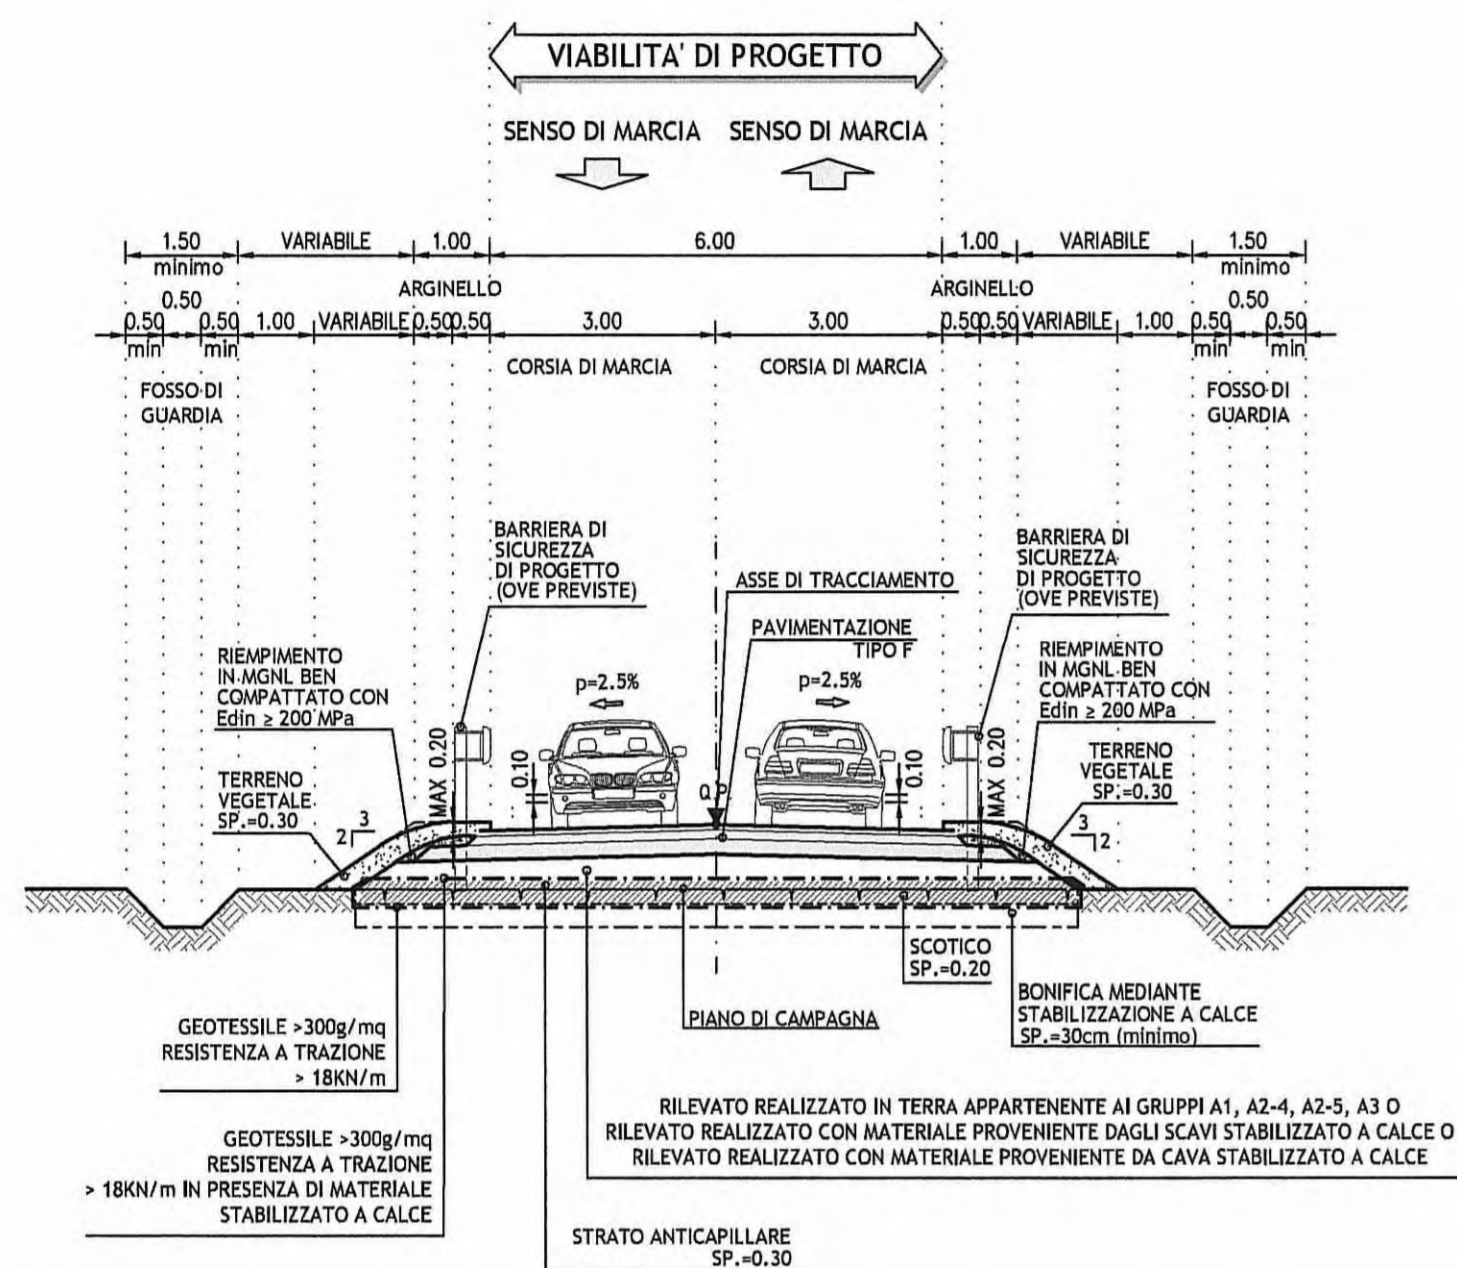 VIABILITA' DI PROGETTO
SENSO DI MARCIA SENSO DI MARCIA
1.50 VARIABILE 1.00 6.00 1.00 VARIABILE 1.50
minimo minimo
ARGINELLO ARGINELLO
0.50 0.50
0.50 0.50 1.00 VARIABILE 0.50 0.50 3.00 3.00 0.50 0.50 VARIABILE 1.00 0.50 0.50
min min min min
CORSIA DI MARCIA CORSIA DI MARCIA
FOSSO DI
GUARDIA
FOSSO DI
GUARDIA
BARRIERA DI
SICUREZZA
DI PROGETTO
(OVE PREVISTE)
BARRIERA DI
SICUREZZA
DI PROGETTO
(OVE PREVISTE)
ASSE DI TRACCIAMENTO
PAVIMENTAZIONE
TIPO F
RIEMPIMENTO
IN MGNL BEN
COMPATTATO CON
Edin ≥ 200 MPa
RIEMPIMENTO
IN MGNL BEN
COMPATTATO CON
Edin ≥ 200 MPa
p=2.5% p=2.5%
TERRENO
VEGETALE
SP.=0.30
TERRENO
VEGETALE
SP.=0.30
MAX 0.20
0.10
Q.P.
0.10
MAX 0.20
3
2
3
2
SCOTICO
SP.=0.20
BONIFICA MEDIANTE
STABILIZZAZIONE A CALCE
SP.=30cm (minimo)
PIANO DI CAMPAGNA
GEOTESSILE >300g/mq
RESISTENZA A TRAZIONE
> 18KN/m
RILEVATO REALIZZATO IN TERRA APPARTENENTE AI GRUPPI A1, A2-4, A2-5, A3 O
RILEVATO REALIZZATO CON MATERIALE PROVENIENTE DAGLI SCAVI STABILIZZATO A CALCE O
RILEVATO REALIZZATO CON MATERIALE PROVENIENTE DA CAVA STABILIZZATO A CALCE
GEOTESSILE >300g/mq
RESISTENZA A TRAZIONE
> 18KN/m IN PRESENZA DI MATERIALE
STABILIZZATO A CALCE
STRATO ANTICAPILLARE
SP.=0.30